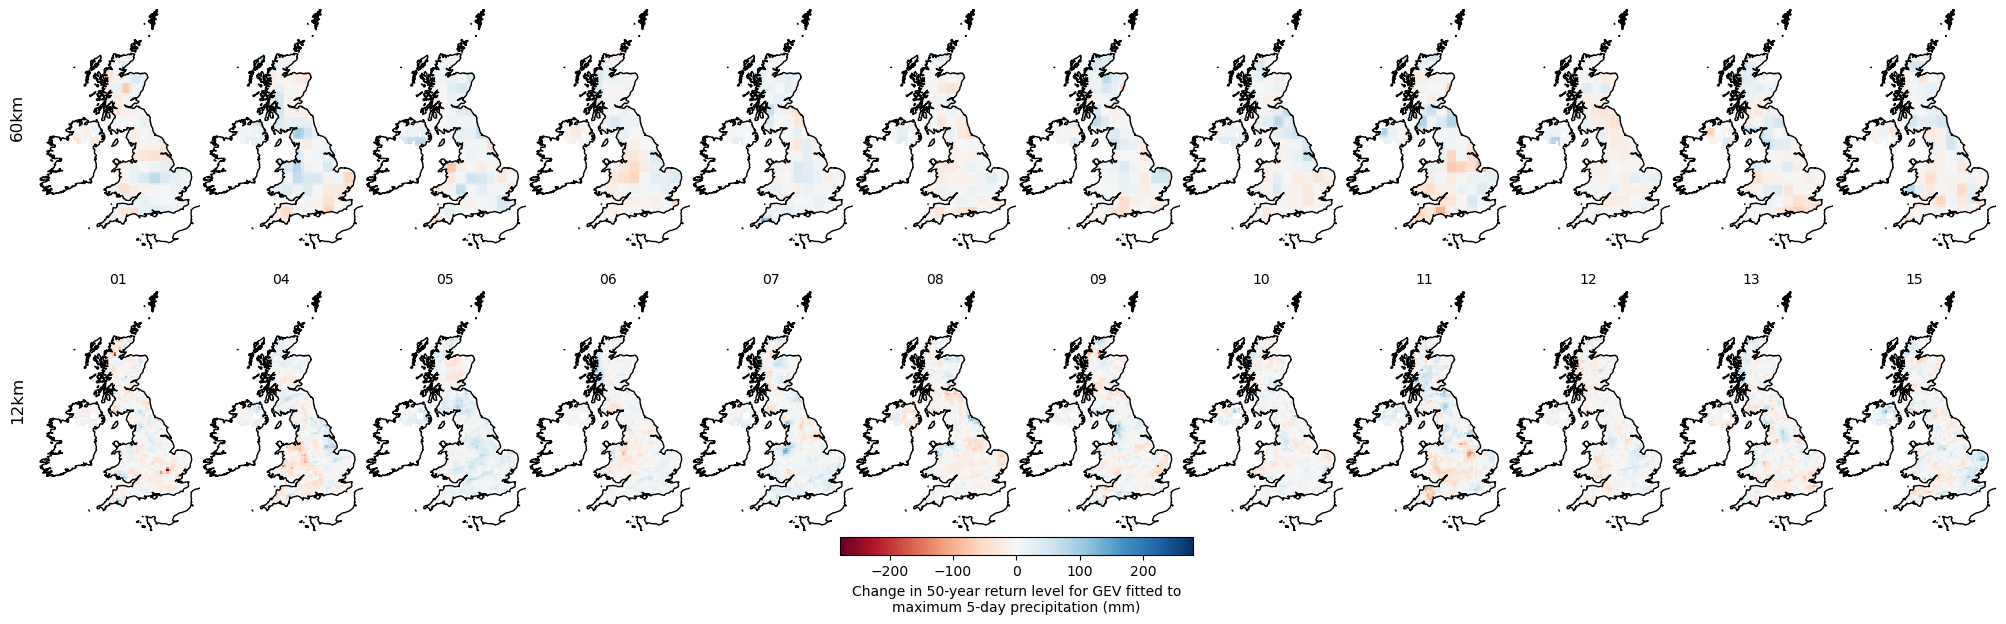 60km
01 04 05 06 07 08 09 10 11 12 13 15
12km
−200 −100 0 100 200
Change in 50-year return level for GEV fitted to
maximum 5-day precipitation (mm)